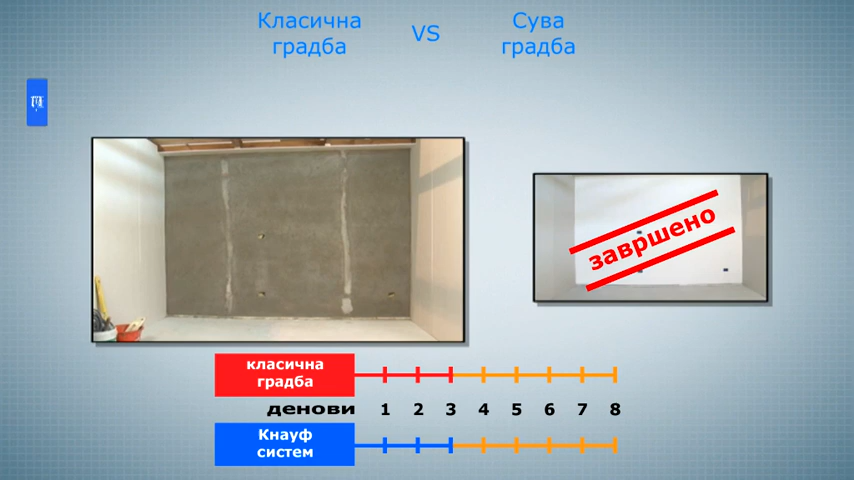 Класична
градба
VS
Сува
градба
завршено
класична
градба
денови 1 2 3 4 5 6 7 8
Кнауф
систем